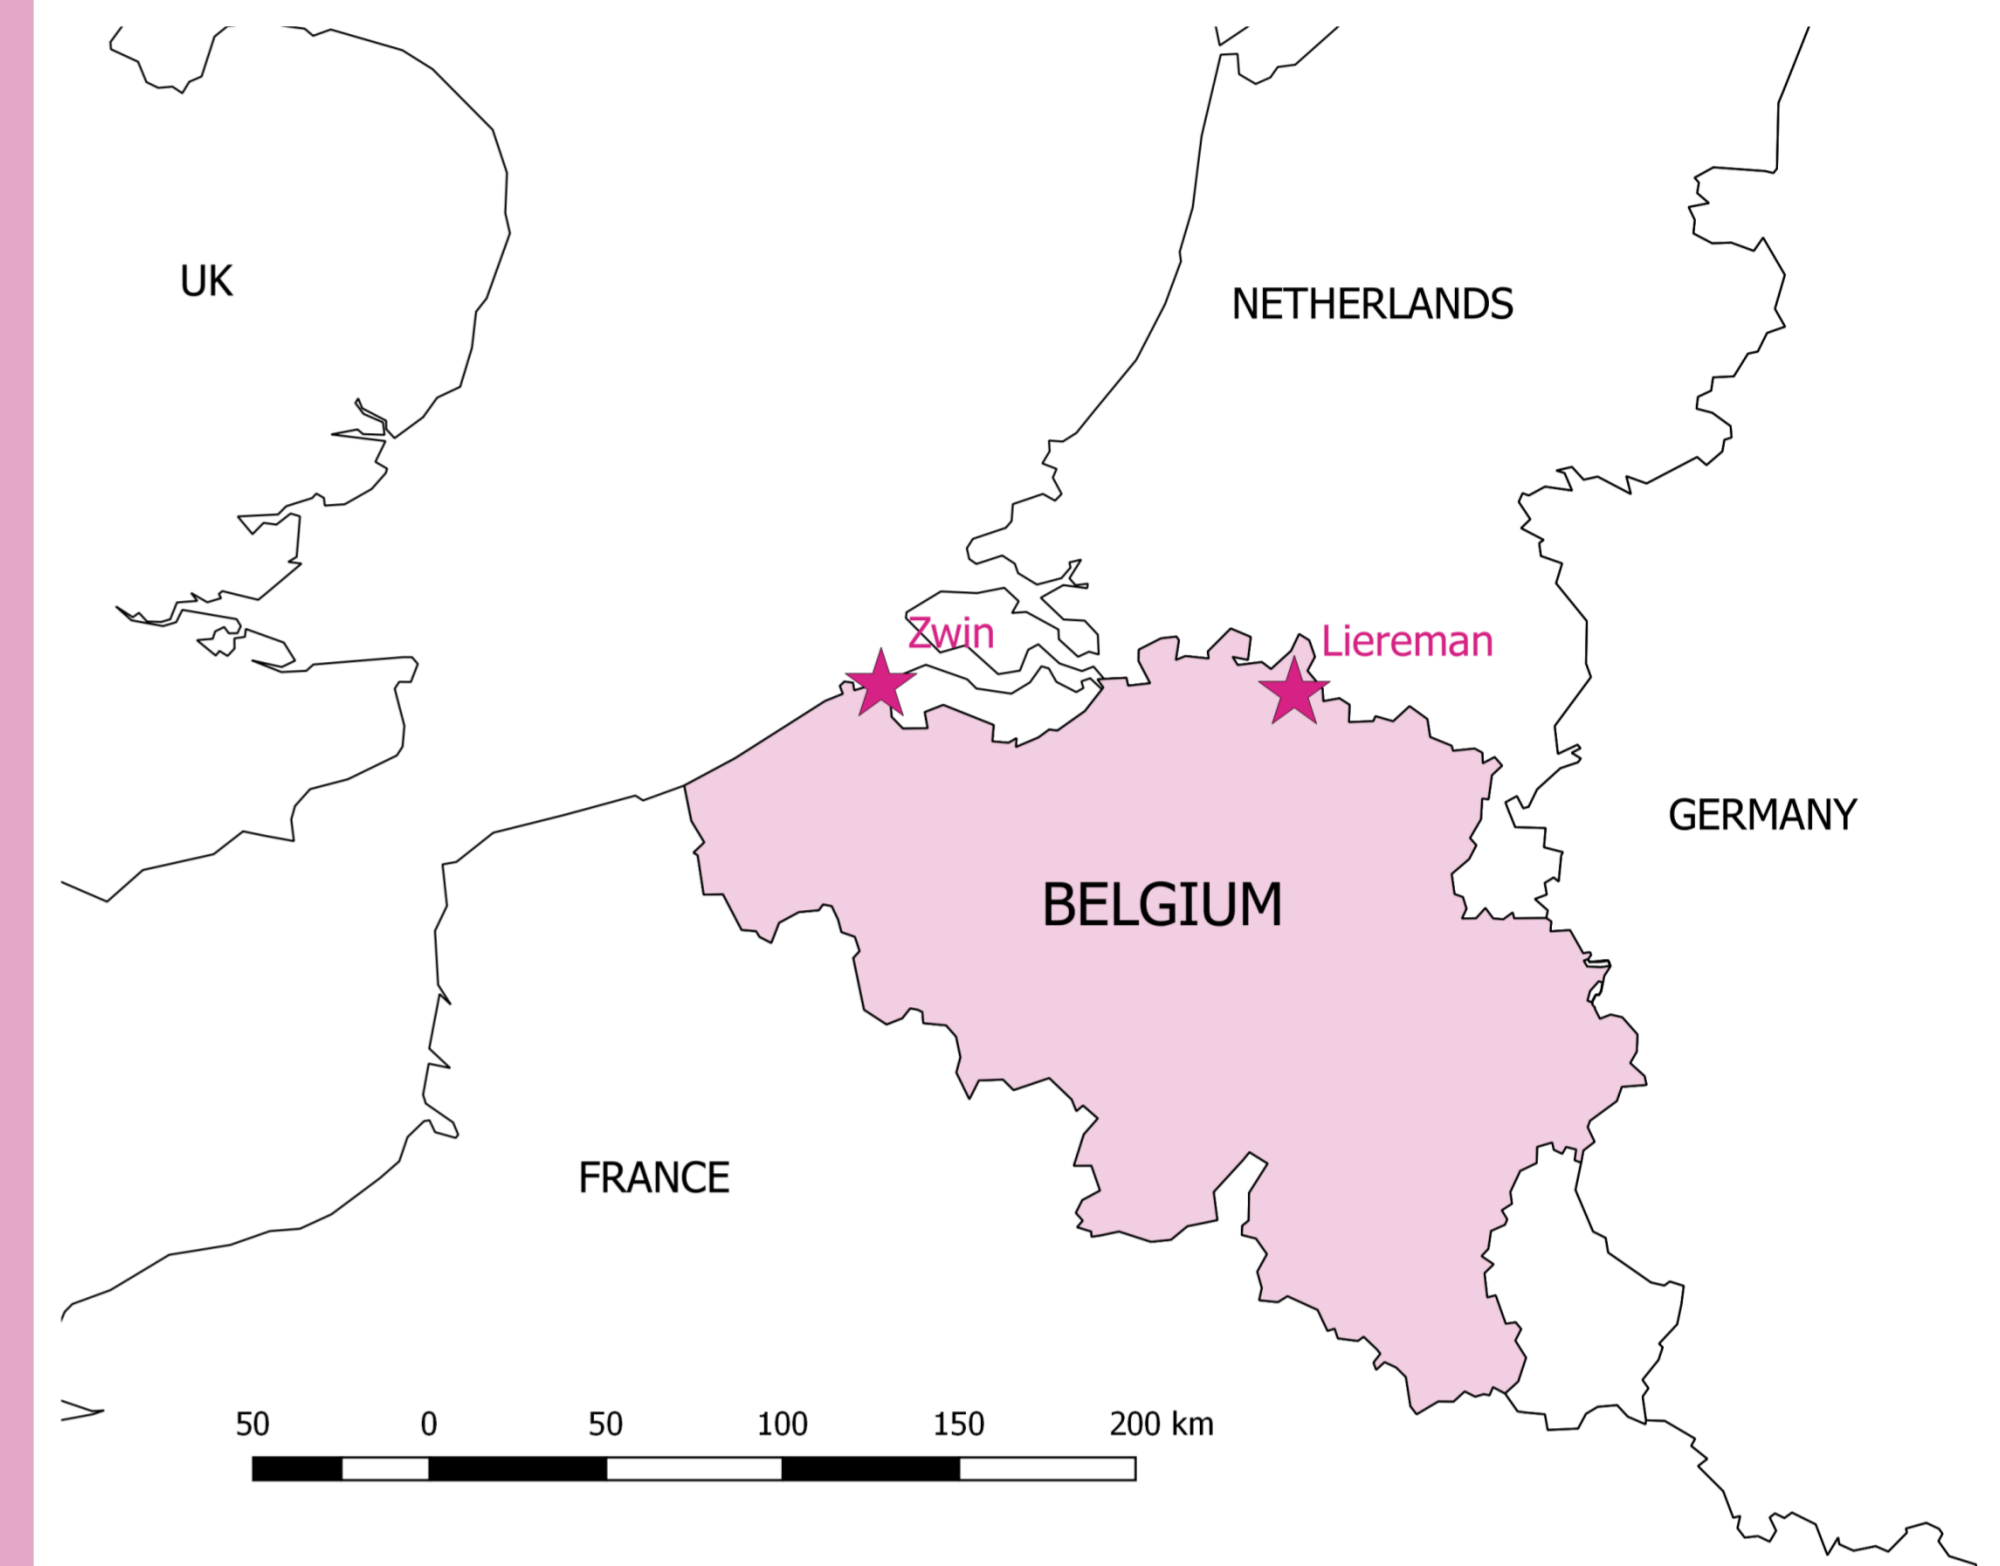 UK
NETHERLANDS
Zwin
Liereman
GERMANY
BELGIUM
FRANCE
50 0 50 100 150 200 km